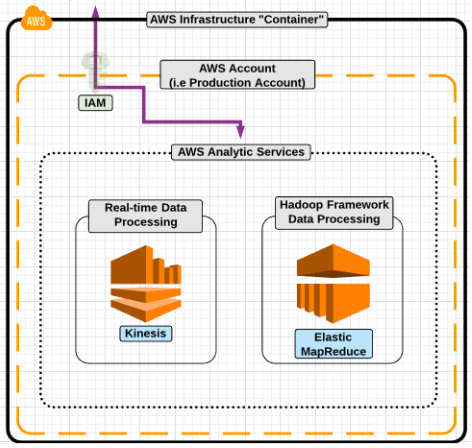 AWS
AWS Infrastructure "Container"
AWS Account
(i.e Production Account)
IAM
AWS Analytic Services
Real-time Data
Processing
Hadoop Framework
Data Processing
Kinesis
Elastic
MapReduce